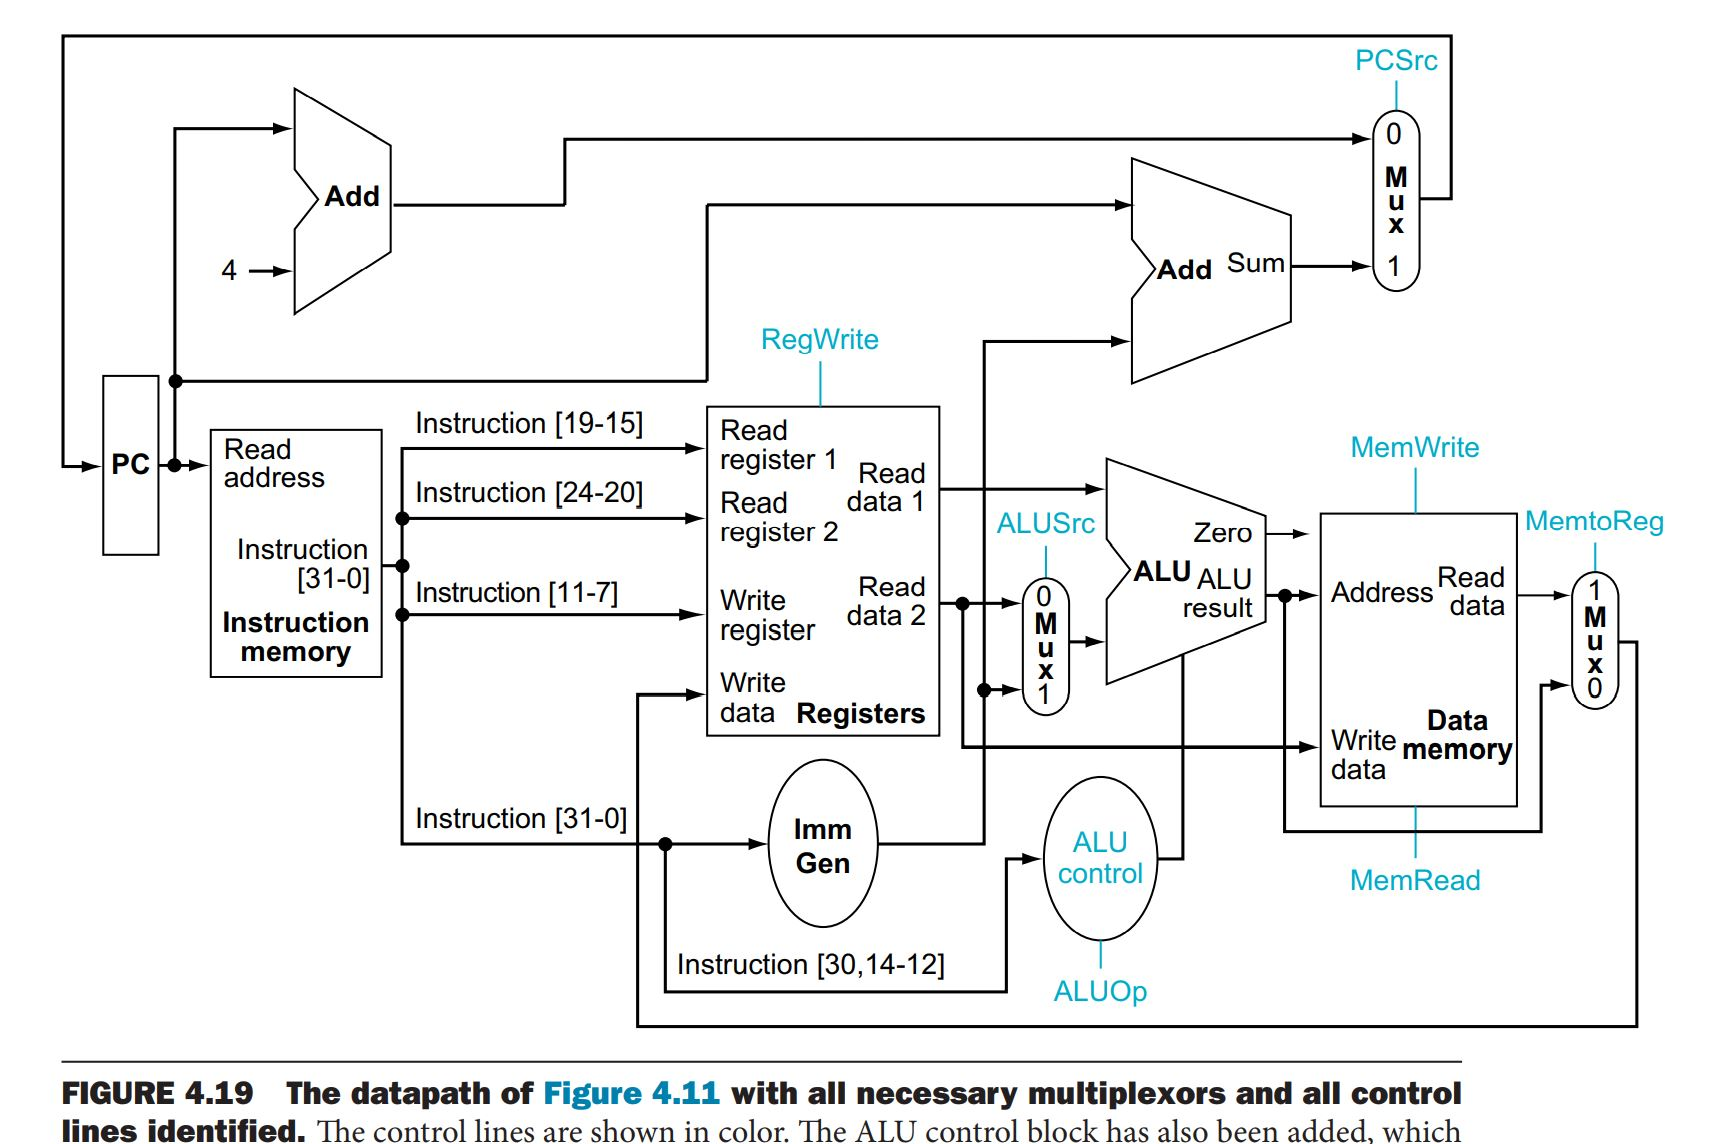 PCSrc
0
M
u
x
1
Add
4
Add Sum
RegWrite
PC
Read
address
Instruction
[31-0]
Instruction
memory
Instruction [19-15]
Instruction [24-20]
Instruction [11-7]
Instruction [31-0]
Instruction [30,14-12]
Read
register 1
Read
register 2
Write
register
Write
data
Read
data 1
Read
data 2
Registers
Imm
Gen
ALUSrc
0
M
u
x
1
Zero
ALU
ALU
result
ALU
control
ALUOp
MemWrite
Address
Read
data
Write
data
Data
memory
MemRead
MemtoReg
1
M
u
x
0
FIGURE 4.19 The datapath of Figure 4.11 with all necessary multiplexors and all control
lines identified. The control lines are shown in color. The ALU control block has also been added, which